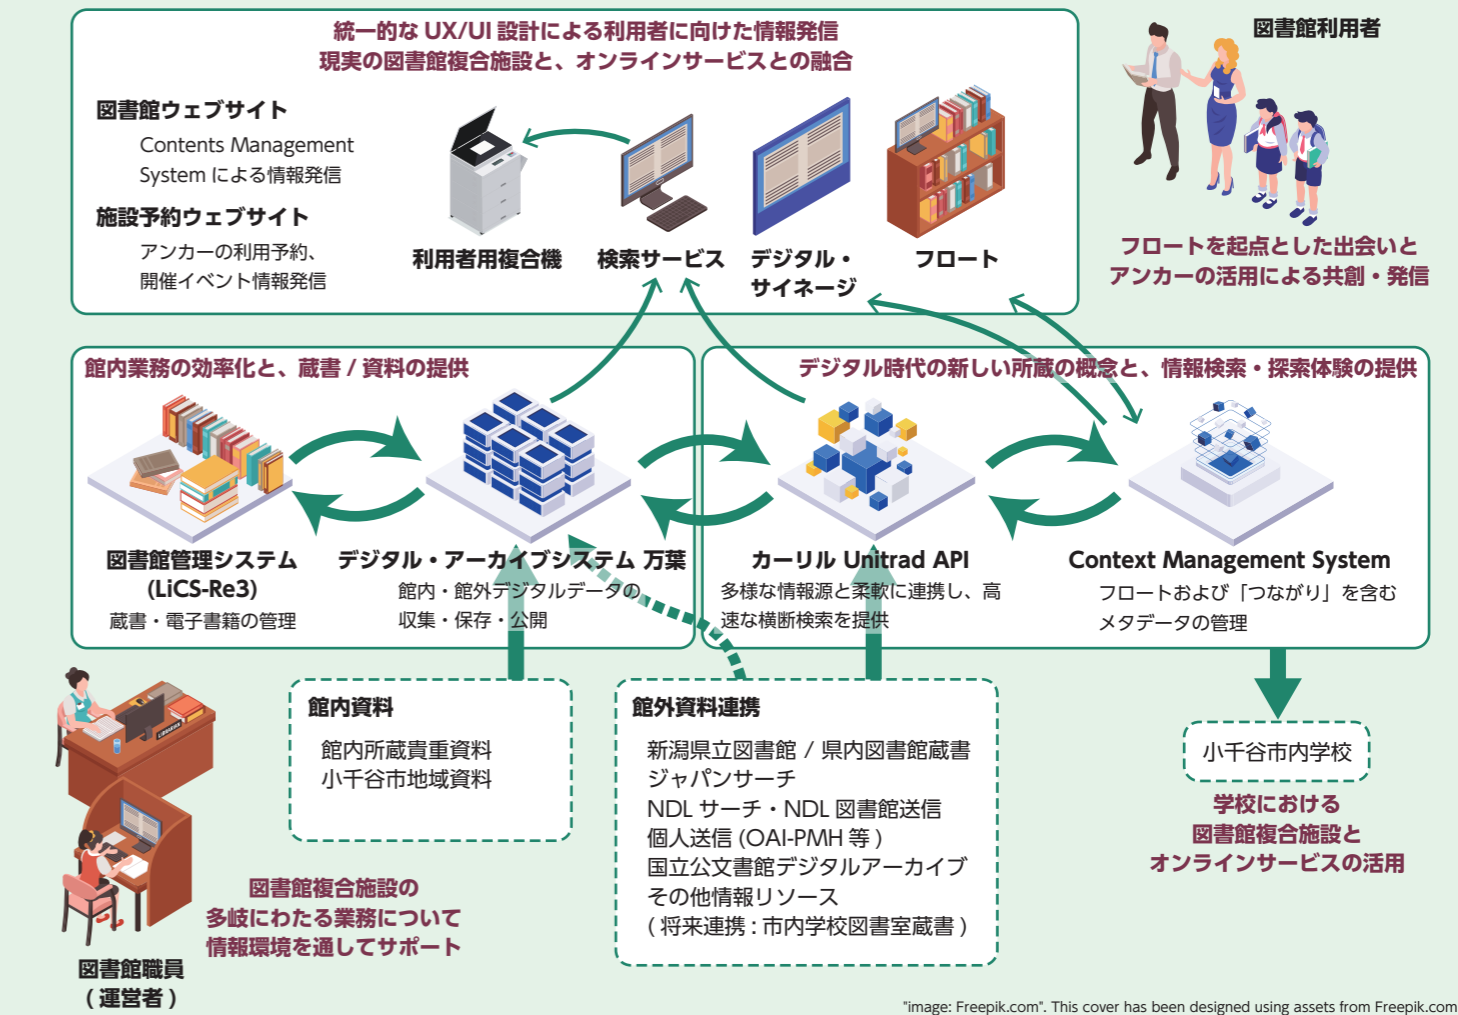 統一的な UX/UI 設計による利用者に向けた情報発信
現実の図書館複合施設と、オンラインサービスとの融合
図書館ウェブサイト
Contents Management
System による情報発信
施設予約ウェブサイト
アンカーの利用予約、
開催イベント情報発信
利用者用複合機
検索サービス
デジタル・
サイネージ
フロート
図書館利用者
フロートを起点とした出会いと
アンカーの活用による共創・発信
館内業務の効率化と、蔵書 / 資料の提供
図書館管理システム
(LiCS-Re3)
蔵書・電子書籍の管理
デジタル・アーカイブシステム 万葉
館内・館外デジタルデータの
収集・保存・公開
デジタル時代の新しい所蔵の概念と、情報検索・探索体験の提供
カーリル Unitrad API
多様な情報源と柔軟に連携し、高
速な横断検索を提供
Context Management System
フロートおよび「つながり」を含む
メタデータの管理
館内資料
館内所蔵貴重資料
小千谷市地域資料
館外資料連携
新潟県立図書館 / 県内図書館蔵書
ジャパンサーチ
NDL サーチ・NDL 図書館送信
個人送信 (OAI-PMH 等 )
国立公文書館デジタルアーカイブ
その他情報リソース
( 将来連携 : 市内学校図書室蔵書 )
小千谷市内学校
学校における
図書館複合施設と
オンラインサービスの活用
図書館複合施設の
多岐にわたる業務について
情報環境を通してサポート
図書館職員
( 運営者 )
"image: Freepik.com". This cover has been designed using assets from Freepik.com